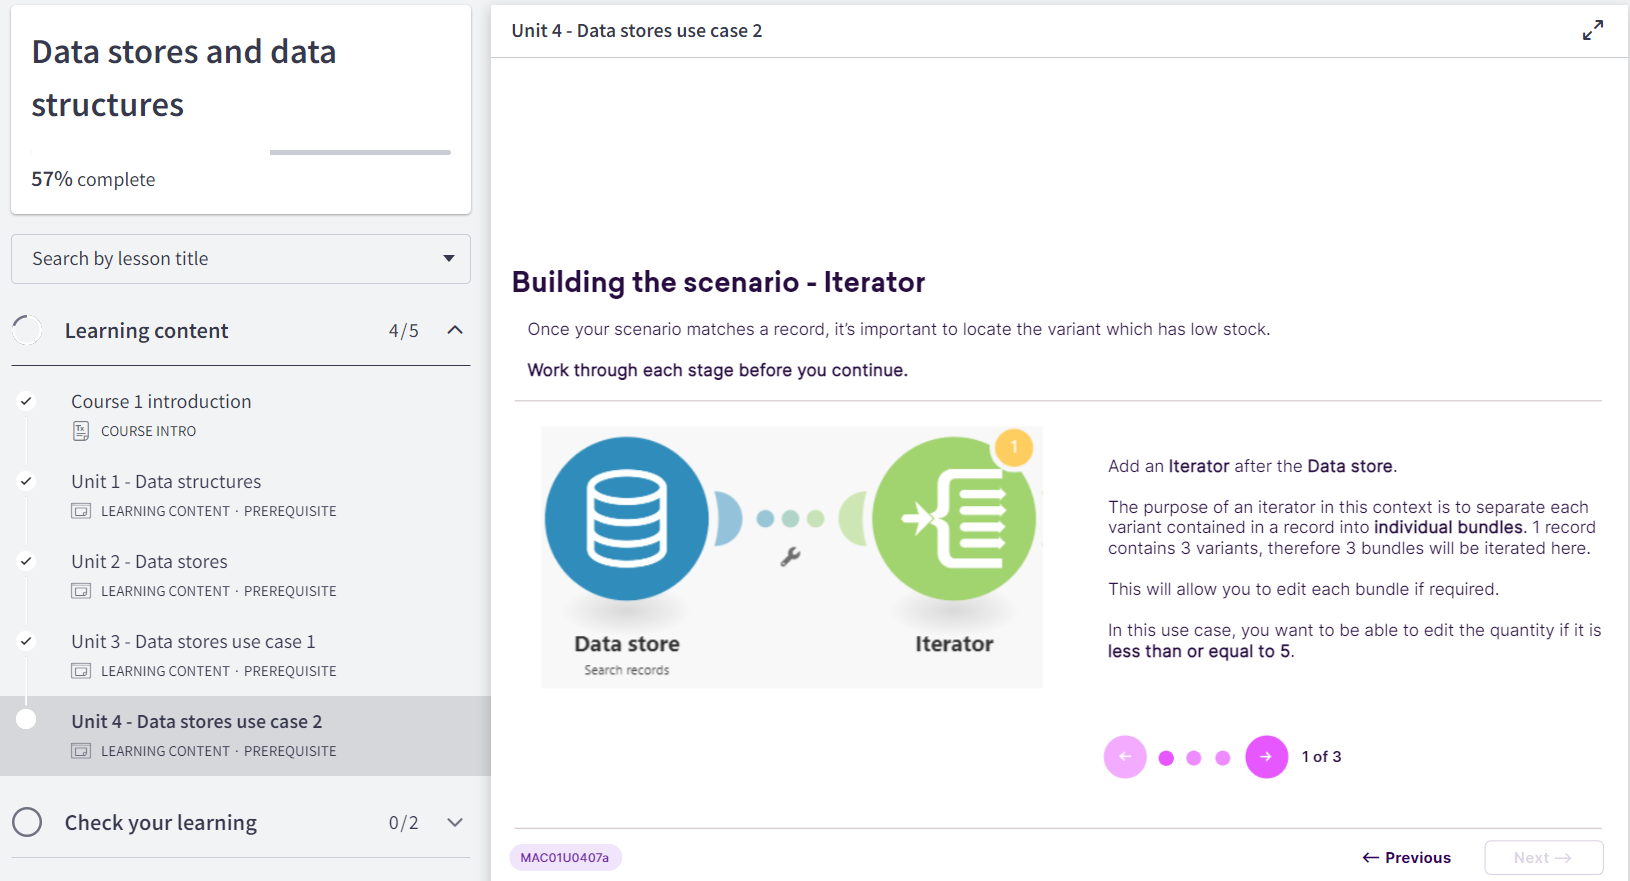 Data stores and data
structures
57% complete
Search by lesson title
Learning content 4/5
Course 1 introduction
COURSE INTRO
Unit 1 - Data structures
LEARNING CONTENT · PREREQUISITE
Unit 2 - Data stores
LEARNING CONTENT · PREREQUISITE
Unit 3 - Data stores use case 1
LEARNING CONTENT · PREREQUISITE
Unit 4 - Data stores use case 2
LEARNING CONTENT · PREREQUISITE
Check your learning 0/2
Unit 4 - Data stores use case 2
Building the scenario - Iterator
Once your scenario matches a record, it’s important to locate the variant which has low stock.
Work through each stage before you continue.
1
Data store
Search records
Iterator
Add an Iterator after the Data store.
The purpose of an iterator in this context is to separate each
variant contained in a record into individual bundles. 1 record
contains 3 variants, therefore 3 bundles will be iterated here.
This will allow you to edit each bundle if required.
In this use case, you want to be able to edit the quantity if it is
less than or equal to 5.
1 of 3
MAC01U0407a
← Previous
Next →